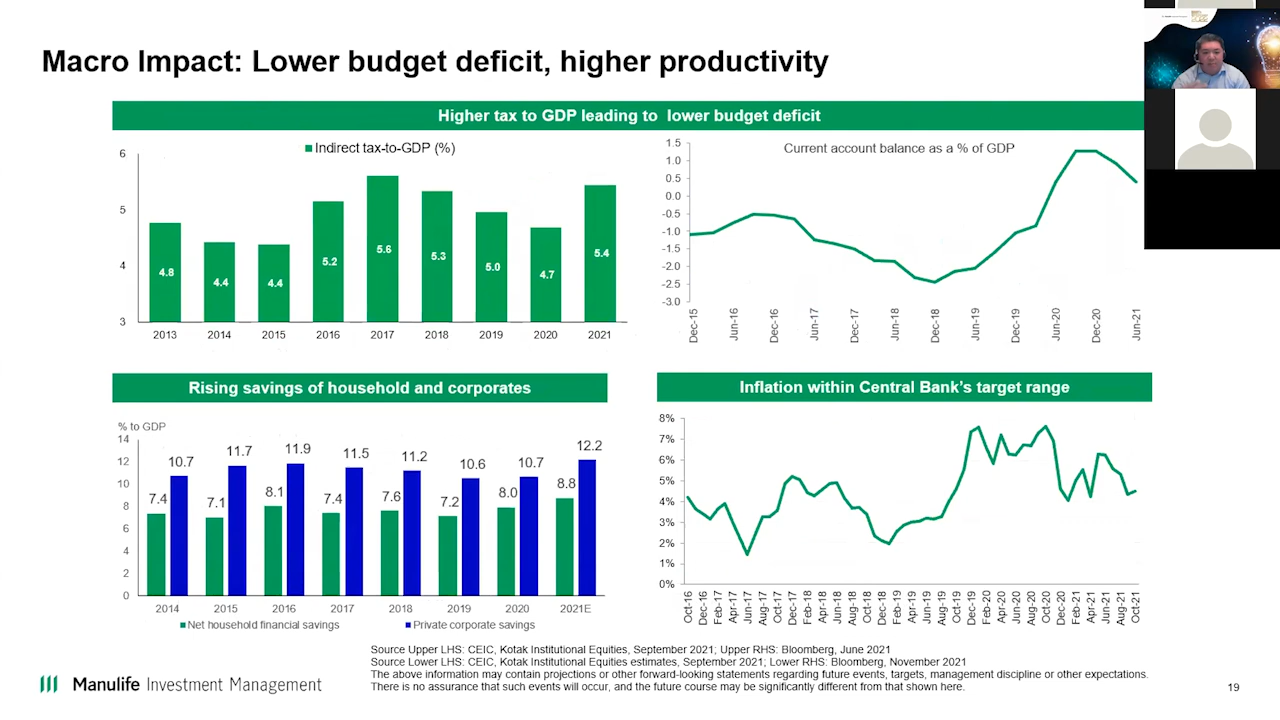 Macro Impact: Lower budget deficit, higher productivity
Higher tax to GDP leading to lower budget deficit
Indirect tax-to-GDP (%)
6
5
4
3
4.8
4.4
4.4
5.2
5.6
5.3
5.0
4.7
5.4
2013
2014
2015
2016
2017
2018
2019
2020
2021
Current account balance as a % of GDP
1.5
1.0
0.5
0.0
-0.5
-1.0
-1.5
-2.0
-2.5
-3.0
Dec-15
Jun-16
Dec-16
Jun-17
Dec-17
Jun-18
Dec-18
Jun-19
Dec-19
Jun-20
Dec-20
Jun-21
Rising savings of household and corporates
% to GDP
14
12
10
8
6
4
2
0
7.4
10.7
7.1
11.7
8.1
11.9
7.4
11.5
7.6
11.2
7.2
10.6
8.0
10.7
8.8
12.2
2014
2015
2016
2017
2018
2019
2020
2021E
Net household financial savings
Private corporate savings
Inflation within Central Bank's target range
8%
7%
6%
5%
4%
3%
2%
1%
0%
Oct-16
Dec-16
Feb-17
Apr-17
Jun-17
Aug-17
Oct-17
Dec-17
Feb-18
Apr-18
Jun-18
Aug-18
Oct-18
Dec-18
Feb-19
Apr-19
Jun-19
Aug-19
Oct-19
Dec-19
Feb-20
Apr-20
Jun-20
Aug-20
Oct-20
Dec-20
Feb-21
Apr-21
Jun-21
Aug-21
Oct-21
Source Upper LHS: CEIC, Kotak Institutional Equities, September 2021; Upper RHS: Bloomberg, June 2021
Source Lower LHS: CEIC, Kotak Institutional Equities estimates, September 2021; Lower RHS: Bloomberg, November 2021
The above information may contain projections or other forward-looking statements regarding future events, targets, management discipline or other expectations.
There is no assurance that such events will occur, and the future course may be significantly different from that shown here.
Manulife Investment Management
19